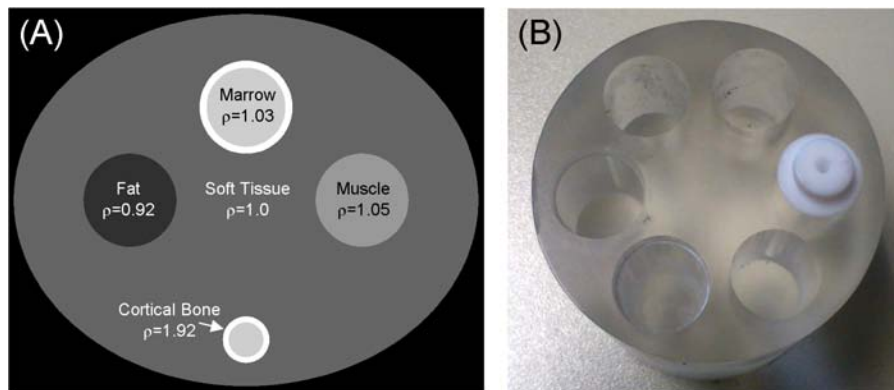 (A)
Marrow
ρ=1.03
Fat
ρ=0.92
Soft Tissue
ρ=1.0
Muscle
ρ=1.05
Cortical Bone
ρ=1.92
(B)